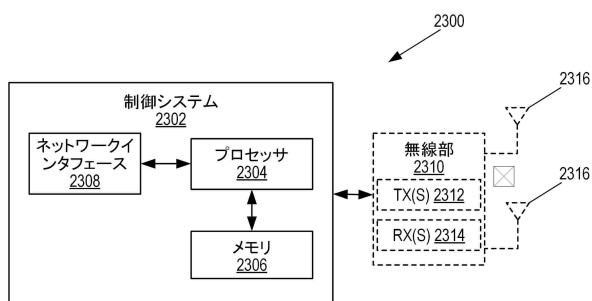 2300
2316
制御システム
2302
ネットワークイ
ンタフェース
2308
プロセッサ
2304
メモリ
2306
無線部
2310
TX(S) 2312
RX(S) 2314
2316